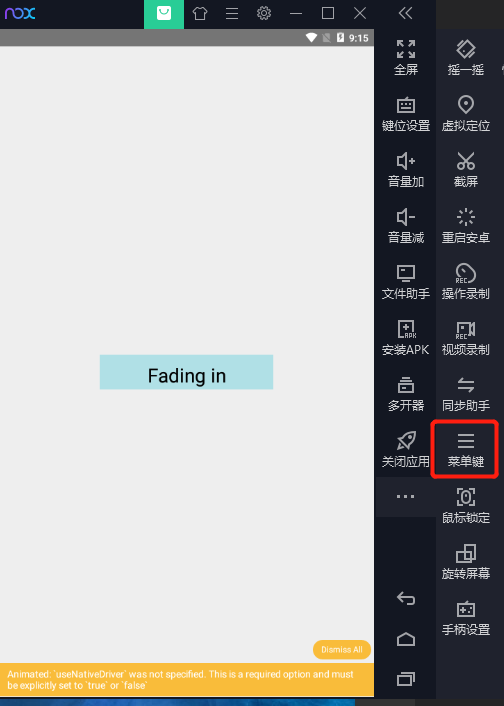 nox
9:15
Fading in
Dismiss All
Animated: `useNativeDriver` was not specified. This is a required option and must
be explicitly set to `true` or `false`
全屏
键位设置
音量加
音量减
文件助手
APK
安装APK
多开器
关闭应用
摇一摇
虚拟定位
截屏
重启安卓
REC
操作录制
REC
视频录制
同步助手
菜单键
鼠标锁定
旋转屏幕
手柄设置